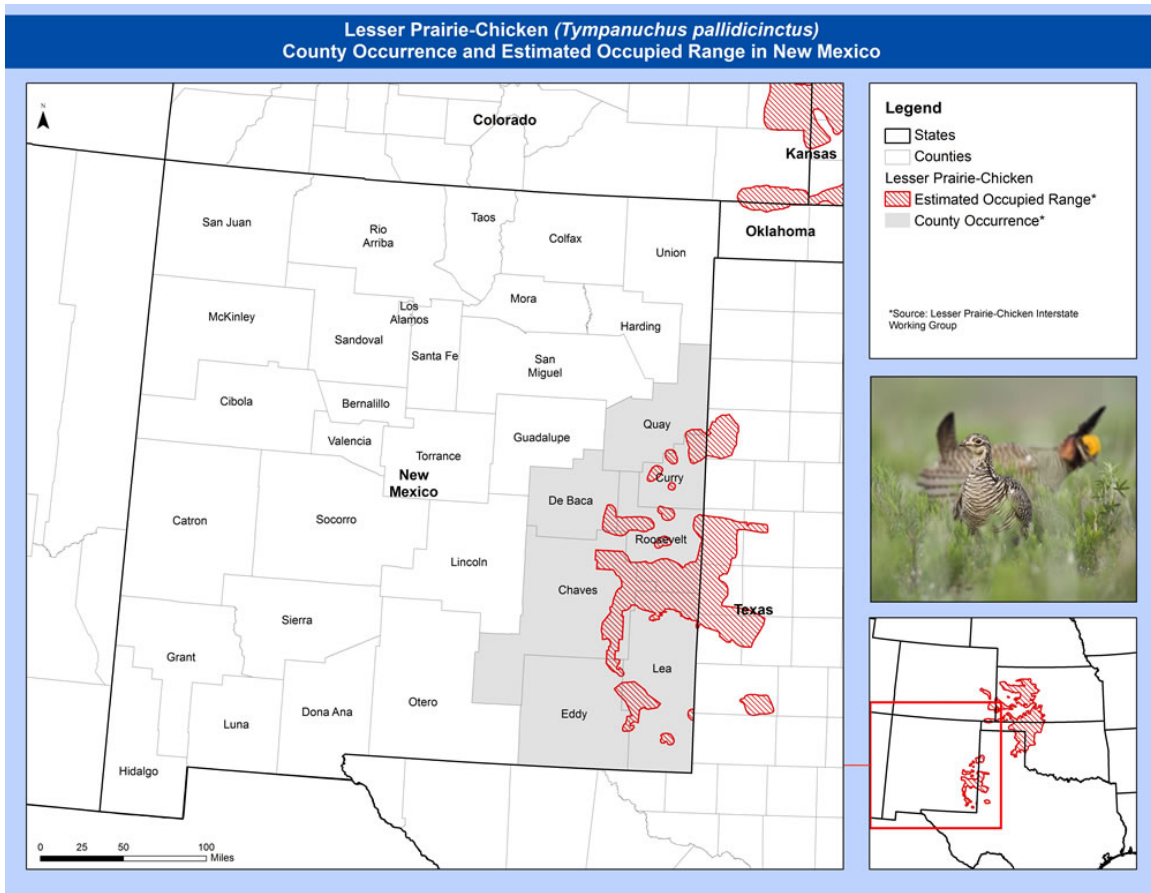 Lesser Prairie-Chicken (Tympanuchus pallidicinctus)
County Occurrence and Estimated Occupied Range in New Mexico
N
Colorado
Kansas
Oklahoma
San Juan
Rio
Arriba
Taos
Colfax
Union
McKinley
Los
Alamos
Sandoval
Santa Fe
Mora
Harding
San
Miguel
Cibola
Bernalillo
Valencia
Torrance
Guadalupe
Quay
Curry
New
Mexico
De Baca
Roosevelt
Catron
Socorro
Lincoln
Chaves
Texas
Sierra
Grant
Luna
Dona Ana
Otero
Eddy
Lea
Hidalgo
0 25 50 100
Miles
Legend
States
Counties
Lesser Prairie-Chicken
Estimated Occupied Range*
County Occurrence*
*Source: Lesser Prairie-Chicken Interstate
Working Group